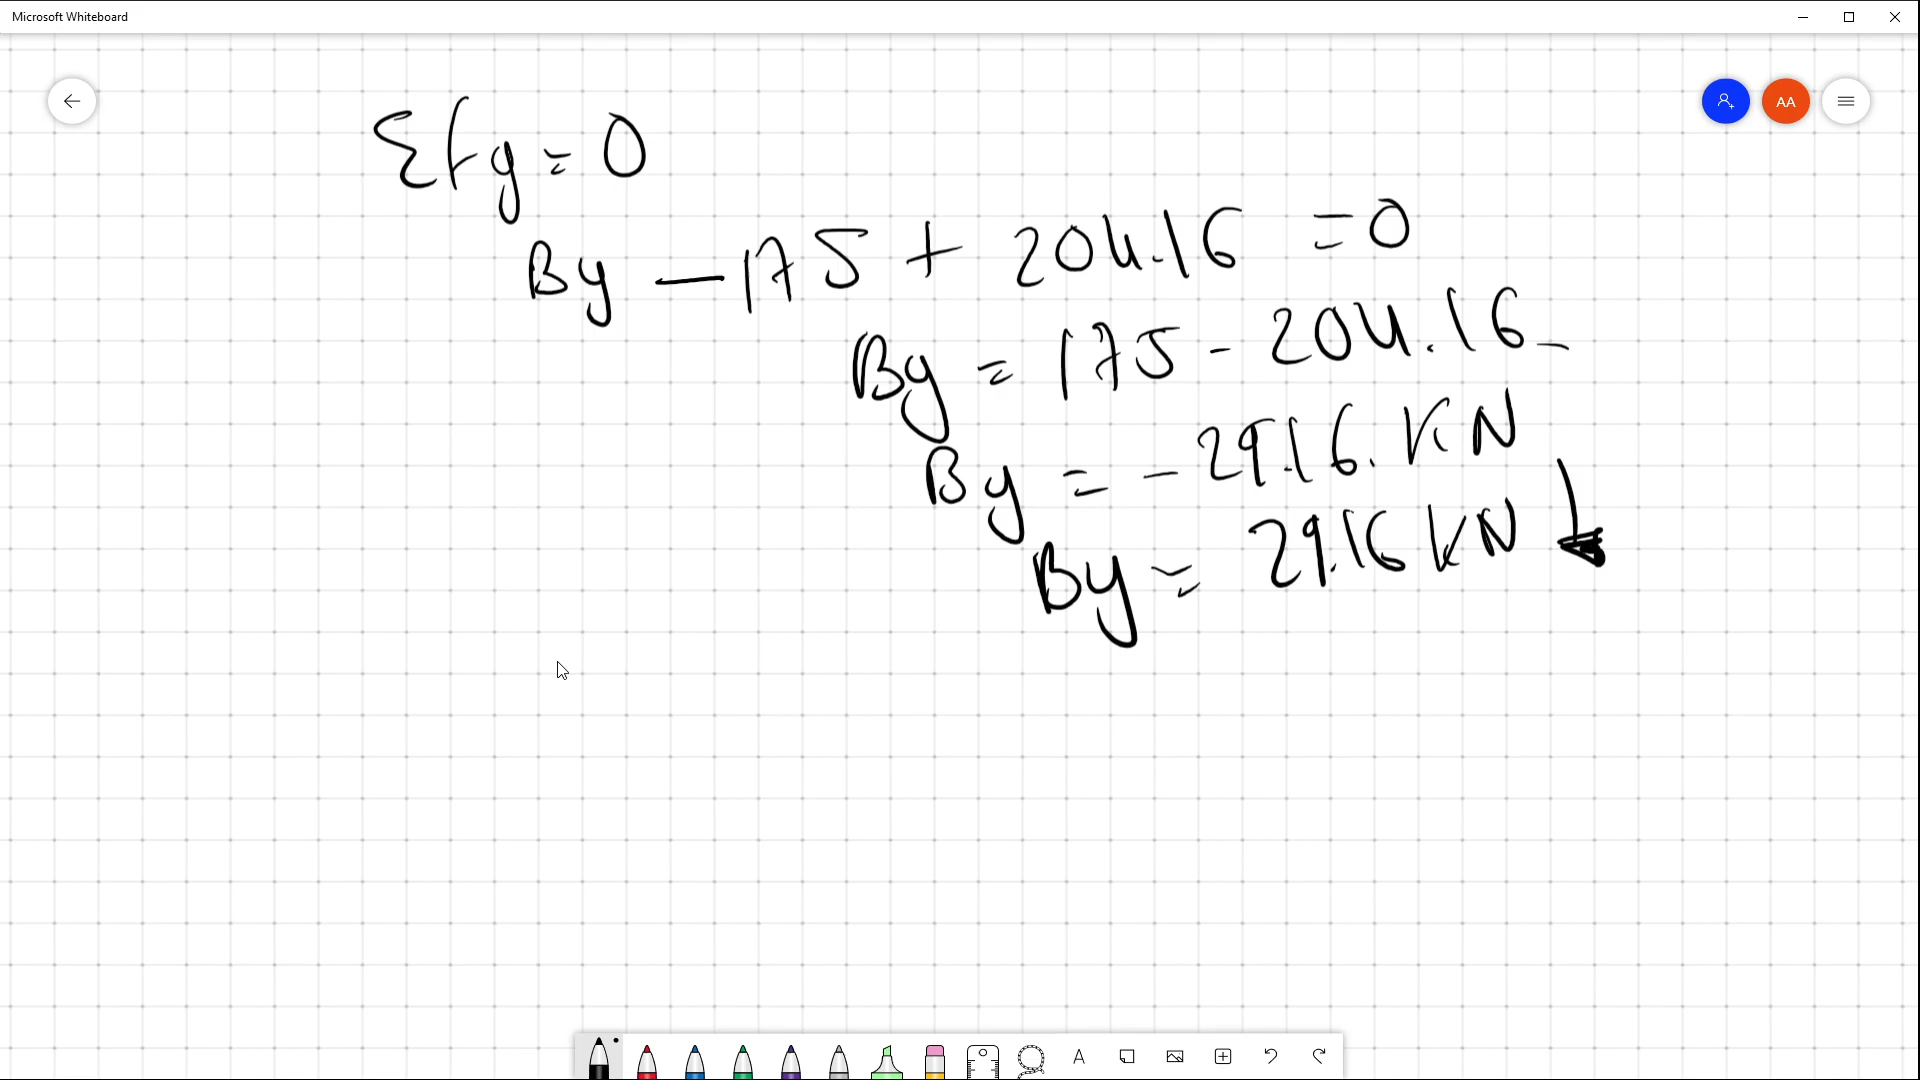 Microsoft Whiteboard
AA
Σfy = 0
By - 175 + 204.16 = 0
By = 175 - 204.16
By = - 29.16. KN
By = 29.16 KN ↓
A